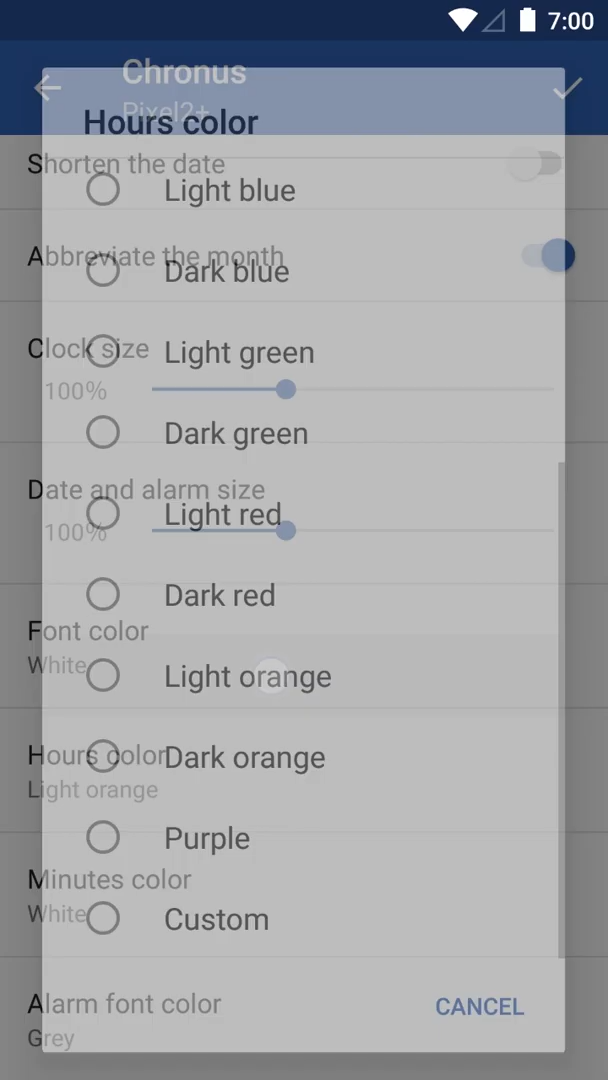 7:00
Chronus
Pixel2+
Hours color
Shorten the date
Light blue
Abbreviate the month
Dark blue
Clock size
Light green
100%
Dark green
Date and alarm size
Light red
100%
Dark red
Font color
White
Light orange
Hours color
Dark orange
Light orange
Purple
Minutes color
White
Custom
Alarm font color
CANCEL
Grey